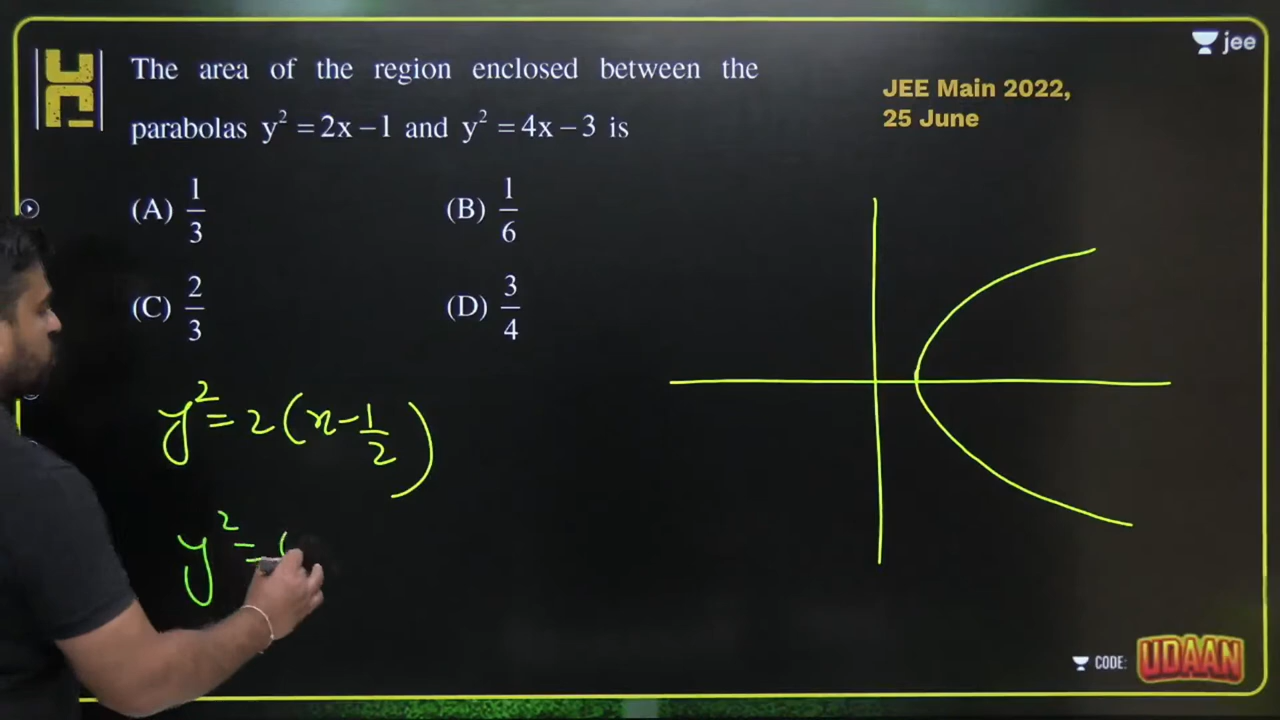 The area of the region enclosed between the
parabolas y² = 2x – 1 and y² = 4x – 3 is
(A) 1/3
(B) 1/6
(C) 2/3
(D) 3/4
JEE Main 2022,
25 June
jee
y² = 2(x - 1/2)
y² =
CODE: UDAAN